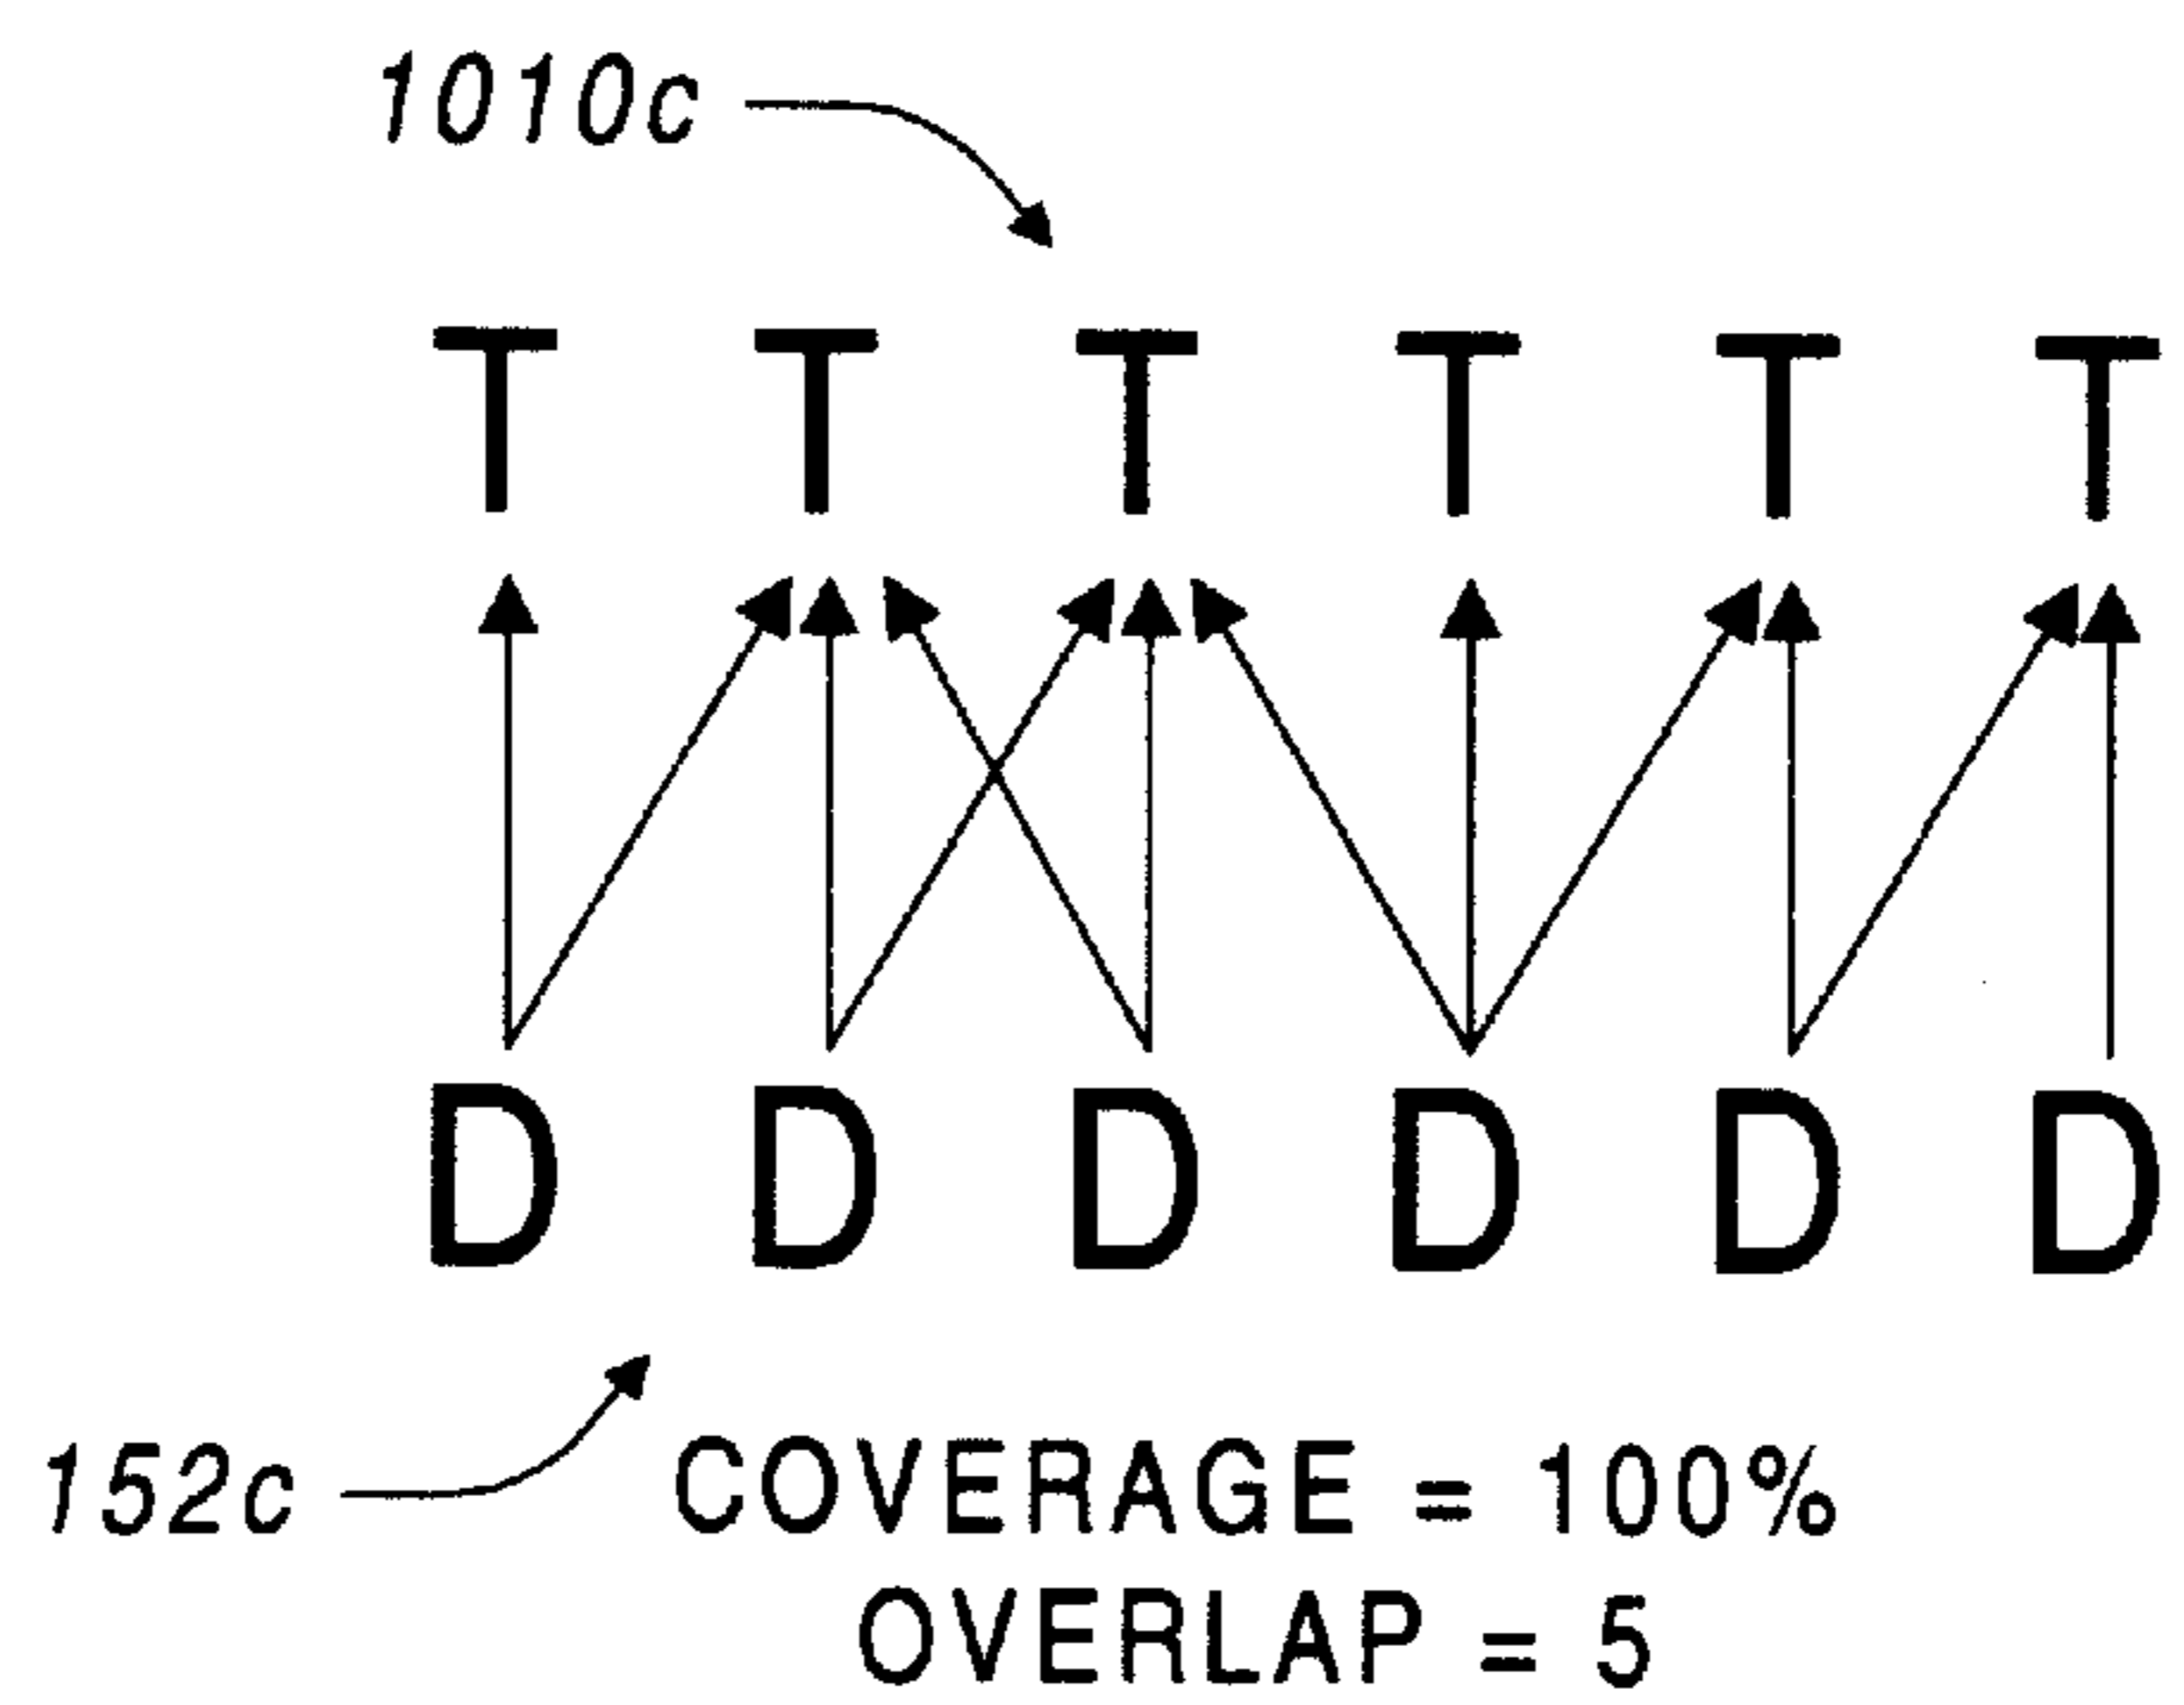 1010c
T T T T T T
D D D D D D
152c
COVERAGE = 100%
OVERLAP = 5